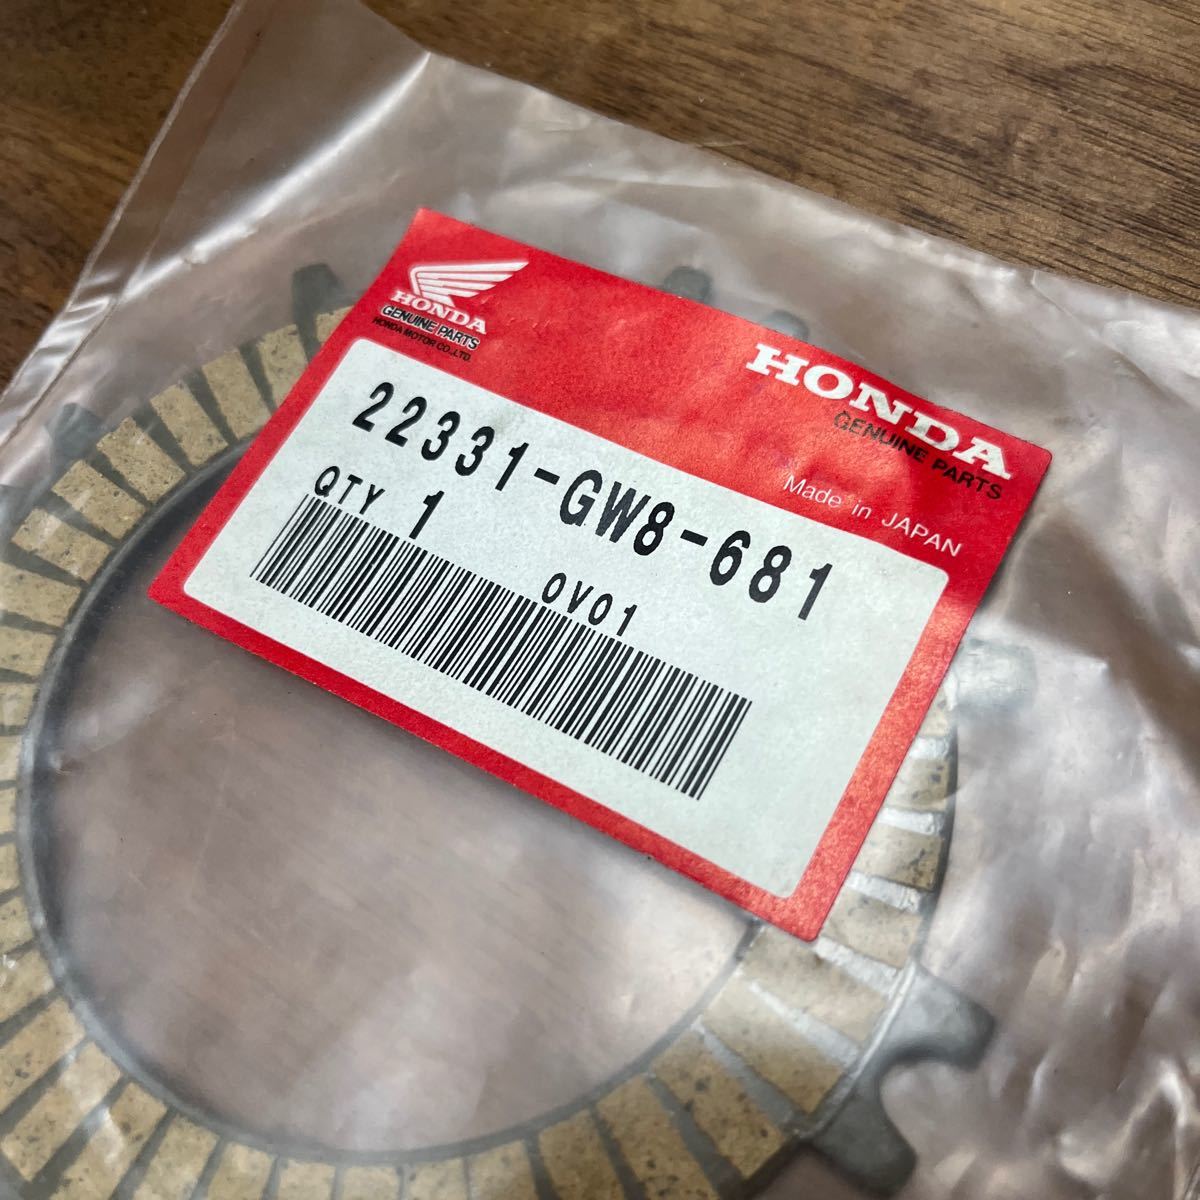 HONDA
GENUINE PARTS
HONDA MOTOR CO., LTD.
HONDA
GENUINE PARTS
Made in JAPAN
22331-GW8-681
QTY 1
0V01